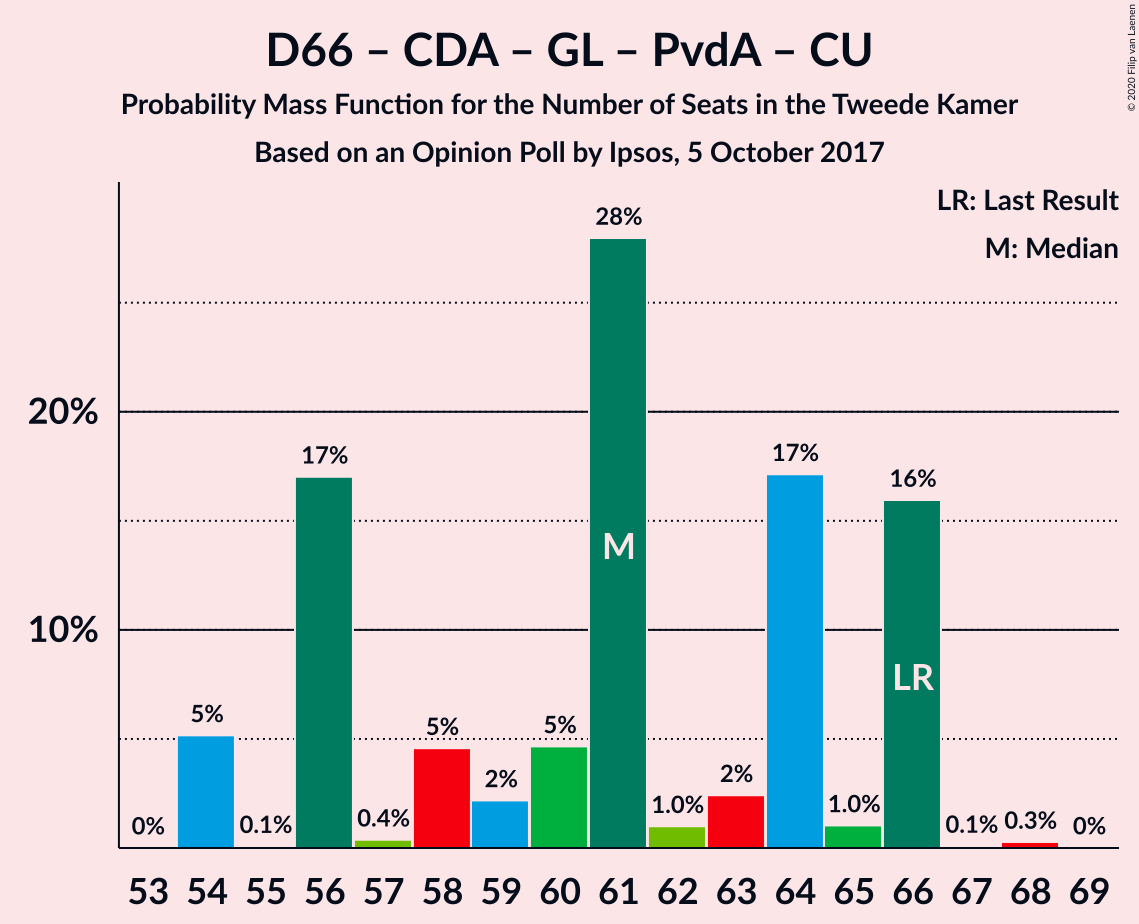 D66 – CDA – GL – PvdA – CU
Probability Mass Function for the Number of Seats in the Tweede Kamer
Based on an Opinion Poll by Ipsos, 5 October 2017
© 2020 Filip van Laenen
LR: Last Result
M: Median
20%
10%
0%
5%
0.1%
17%
0.4%
5%
2%
5%
28%
1.0%
2%
17%
1.0%
16%
0.1%
0.3%
0%
M
LR
53 54 55 56 57 58 59 60 61 62 63 64 65 66 67 68 69